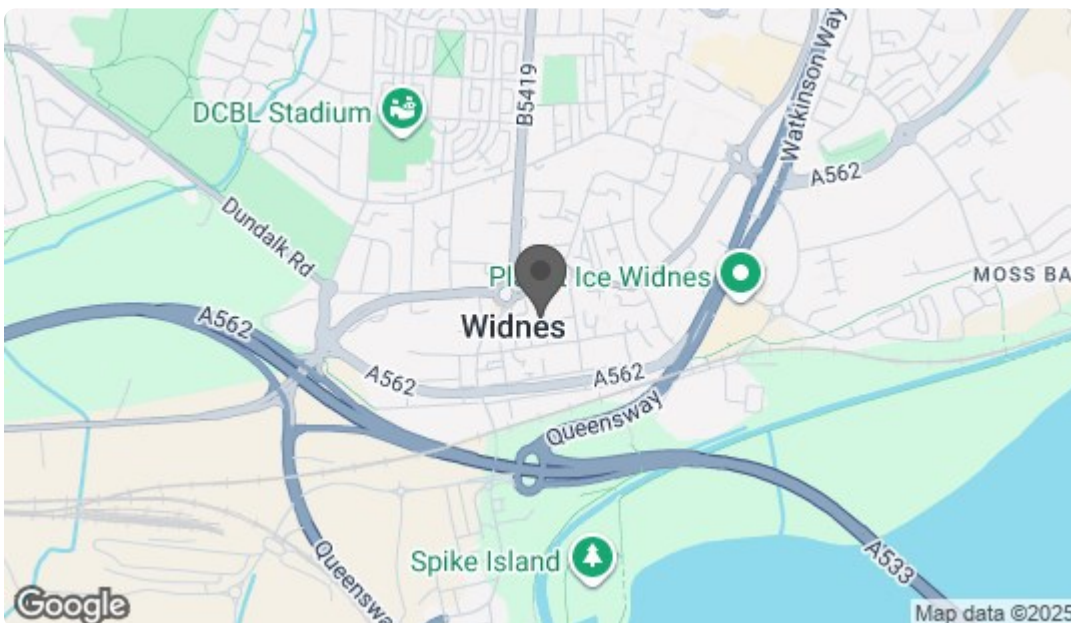 Watkinson Way
B5419
DCBL Stadium
A562
Dundalk Rd
Ice Widnes
MOSS BA
Widnes
A562
A562
A562
Queensway
Spike Island
A533
Queensway
Google
Map data ©2025